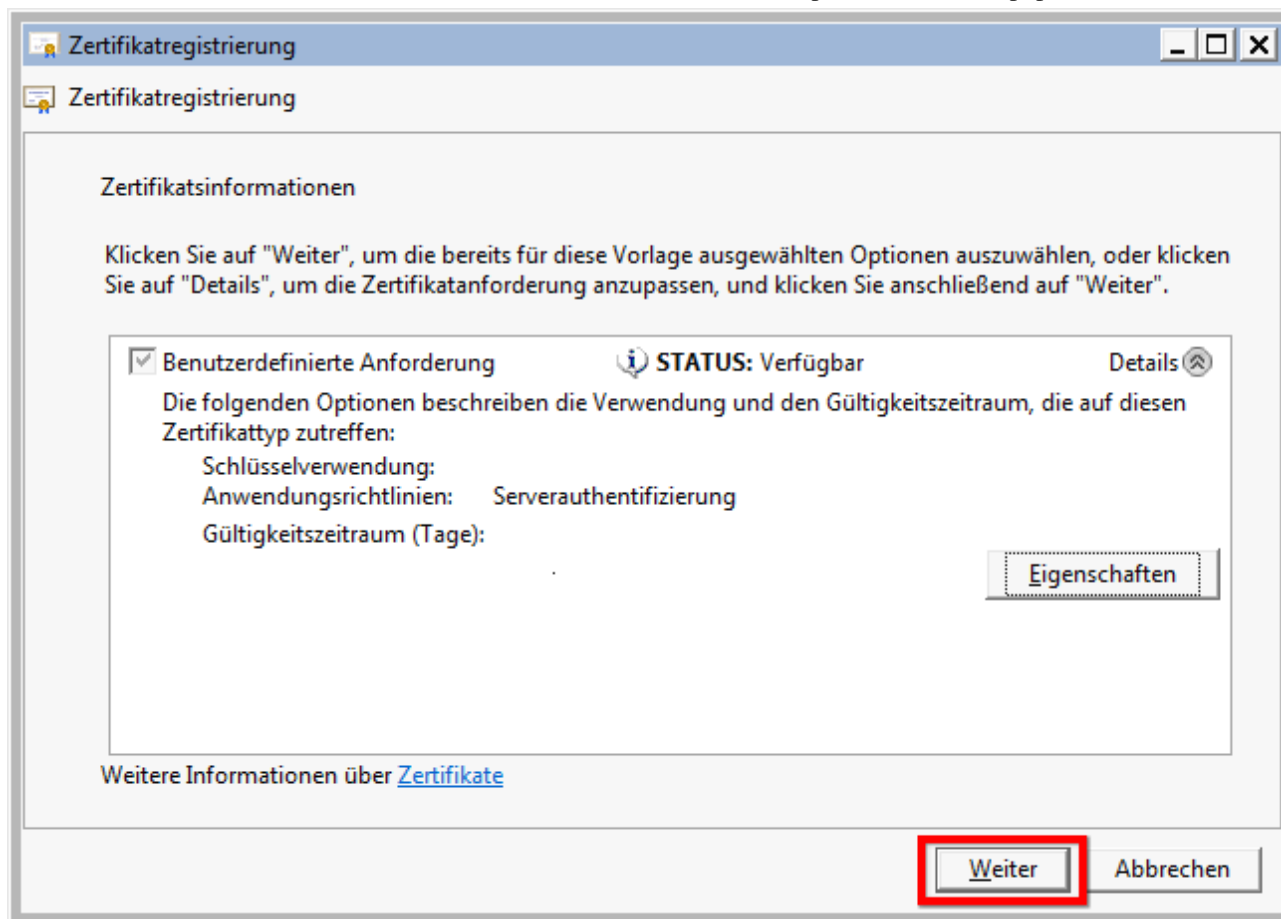 Zertifikatregistrierung
Zertifikatregistrierung
Zertifikatsinformationen
Klicken Sie auf "Weiter", um die bereits für diese Vorlage ausgewählten Optionen auszuwählen, oder klicken
Sie auf "Details", um die Zertifikatanforderung anzupassen, und klicken Sie anschließend auf "Weiter".
Benutzerdefinierte Anforderung STATUS: Verfügbar Details
Die folgenden Optionen beschreiben die Verwendung und den Gültigkeitszeitraum, die auf diesen
Zertifikattyp zutreffen:
Schlüsselverwendung:
Anwendungsrichtlinien: Serverauthentifizierung
Gültigkeitszeitraum (Tage):
Eigenschaften
Weitere Informationen über Zertifikate
Weiter Abbrechen